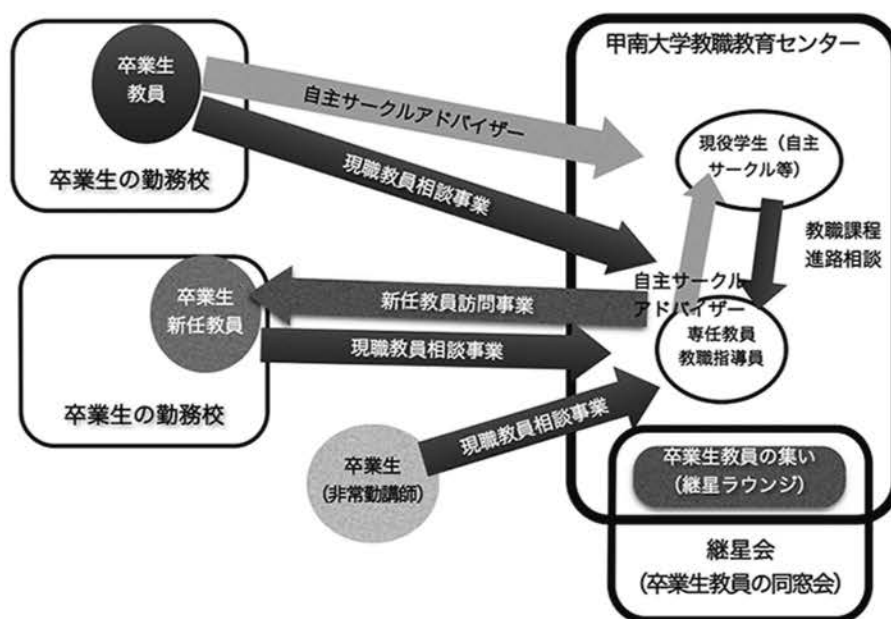 甲南大学教職教育センター
卒業生
教員
自主サークルアドバイザー
現役学生（自主
サークル等）
卒業生の勤務校
現職教員相談事業
教職課程
進路相談
卒業生
新任教員
新任教員訪問事業
自主サークル
アドバイザー
専任教員
教職指導員
現職教員相談事業
卒業生の勤務校
現職教員相談事業
卒業生
（非常勤講師）
卒業生教員の集い
（継星ラウンジ）
継星会
（卒業生教員の同窓会）